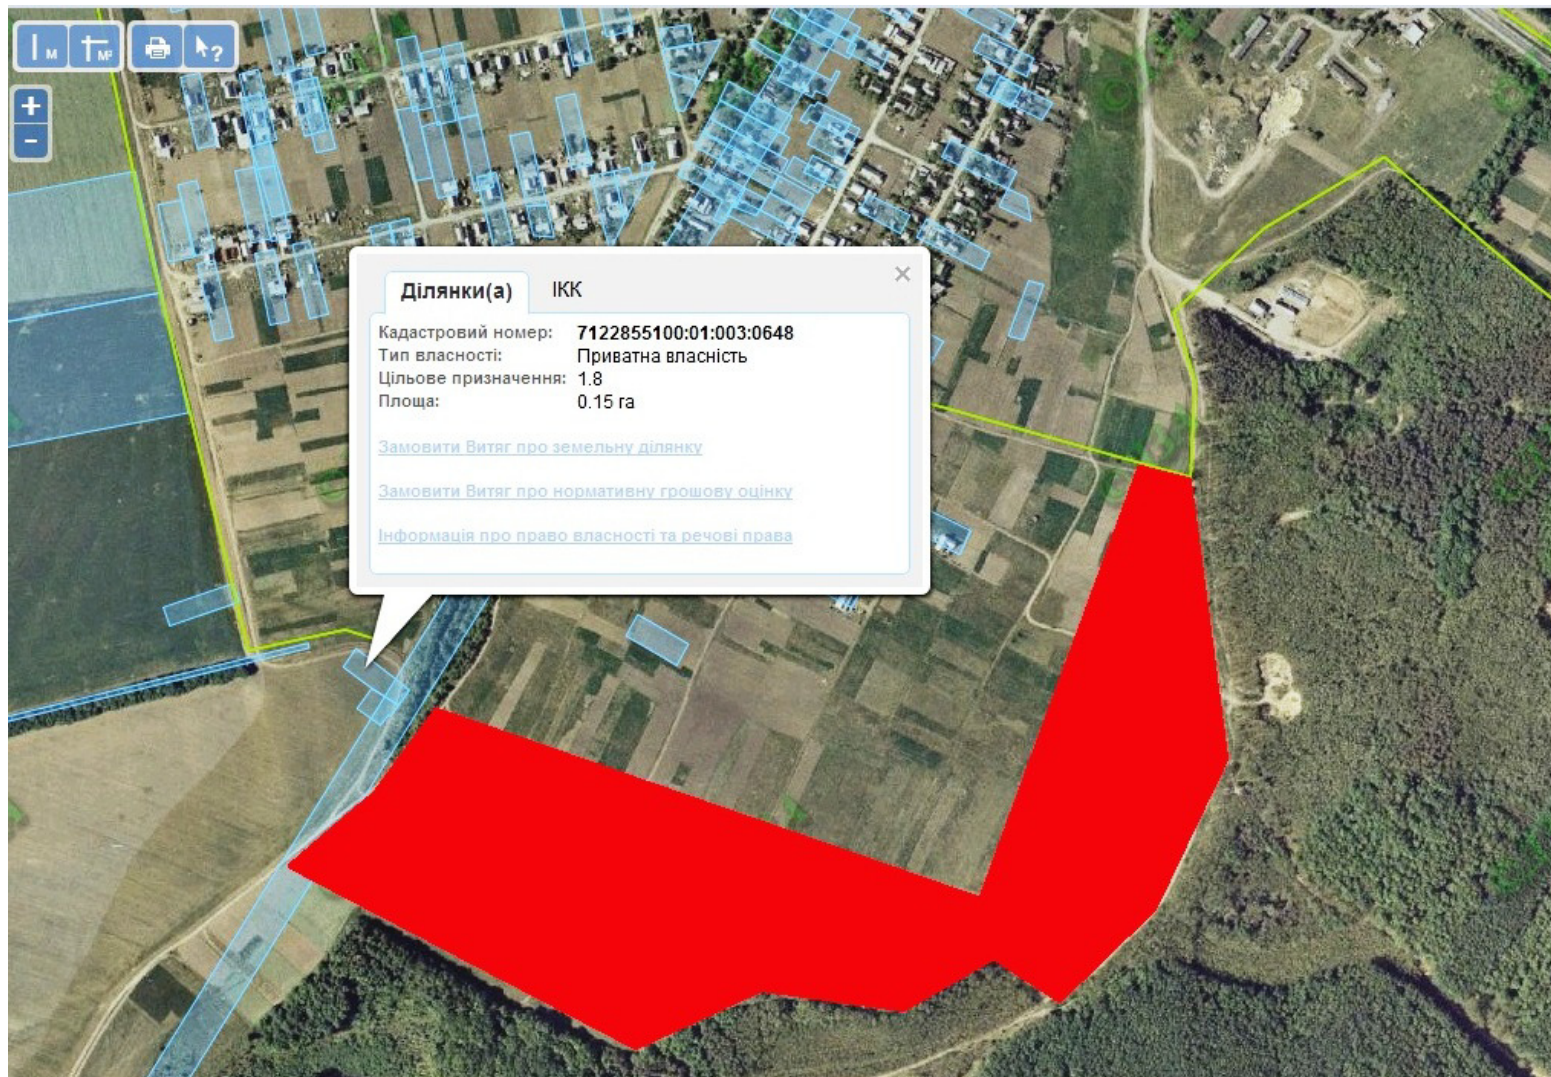 М
М²
?
+
-
Ділянки(а)
ІКК
×
Кадастровий номер: 7122855100:01:003:0648
Тип власності: Приватна власність
Цільове призначення: 1.8
Площа: 0.15 га
Замовити Витяг про земельну ділянку
Замовити Витяг про нормативну грошову оцінку
Інформація про право власності та речові права